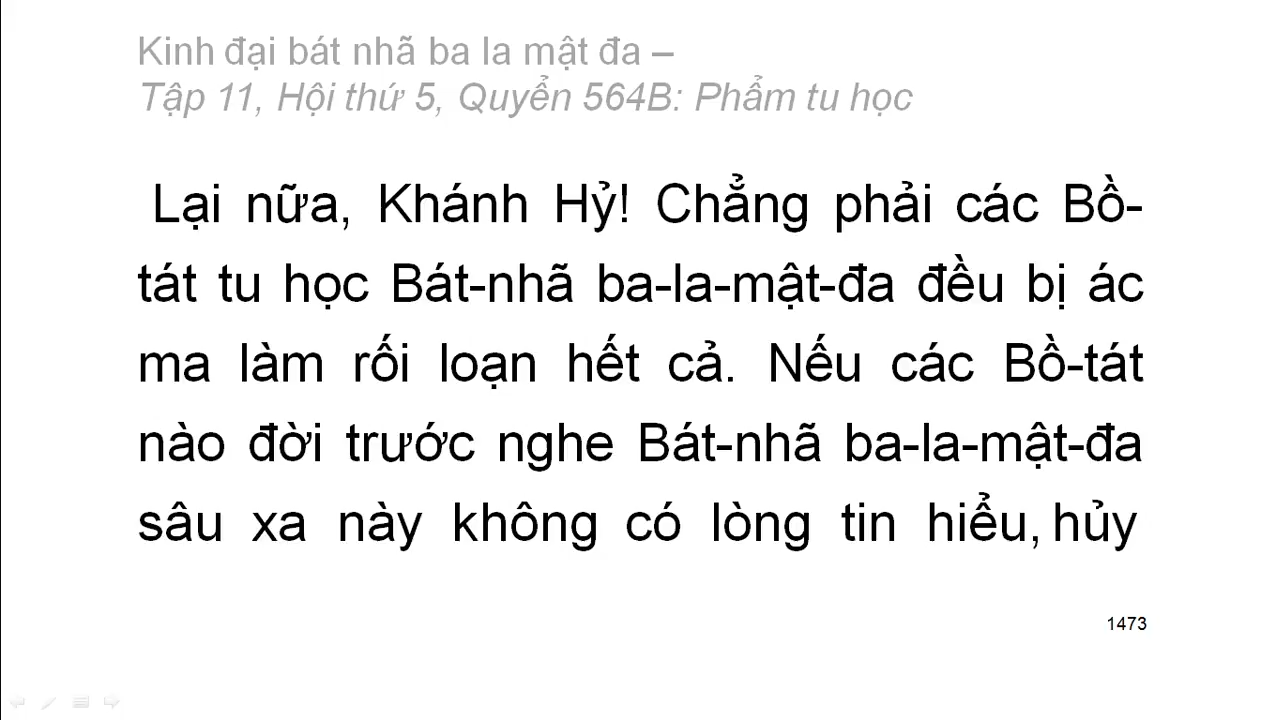 Kinh đại bát nhã ba la mật đa –
Tập 11, Hội thứ 5, Quyển 564B: Phẩm tu học
Lại nữa, Khánh Hỷ! Chẳng phải các Bồ-
tát tu học Bát-nhã ba-la-mật-đa đều bị ác
ma làm rối loạn hết cả. Nếu các Bồ-tát
nào đời trước nghe Bát-nhã ba-la-mật-đa
sâu xa này không có lòng tin hiểu, hủy
1473